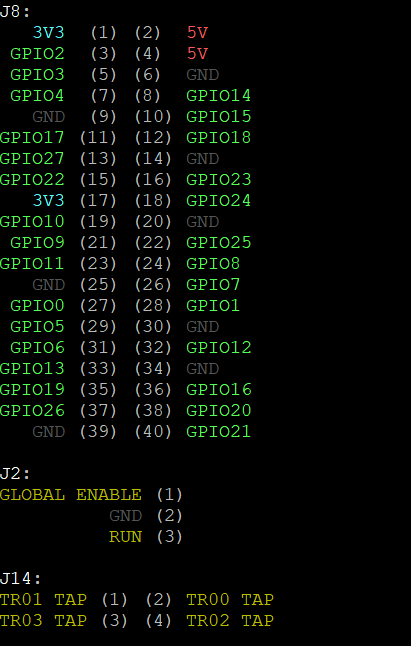 J8:
3V3 (1) (2) 5V
GPIO2 (3) (4) 5V
GPIO3 (5) (6) GND
GPIO4 (7) (8) GPIO14
GND (9) (10) GPIO15
GPIO17 (11) (12) GPIO18
GPIO27 (13) (14) GND
GPIO22 (15) (16) GPIO23
3V3 (17) (18) GPIO24
GPIO10 (19) (20) GND
GPIO9 (21) (22) GPIO25
GPIO11 (23) (24) GPIO8
GND (25) (26) GPIO7
GPIO0 (27) (28) GPIO1
GPIO5 (29) (30) GND
GPIO6 (31) (32) GPIO12
GPIO13 (33) (34) GND
GPIO19 (35) (36) GPIO16
GPIO26 (37) (38) GPIO20
GND (39) (40) GPIO21
J2:
GLOBAL ENABLE (1)
GND (2)
RUN (3)
J14:
TR01 TAP (1) (2) TR00 TAP
TR03 TAP (3) (4) TR02 TAP